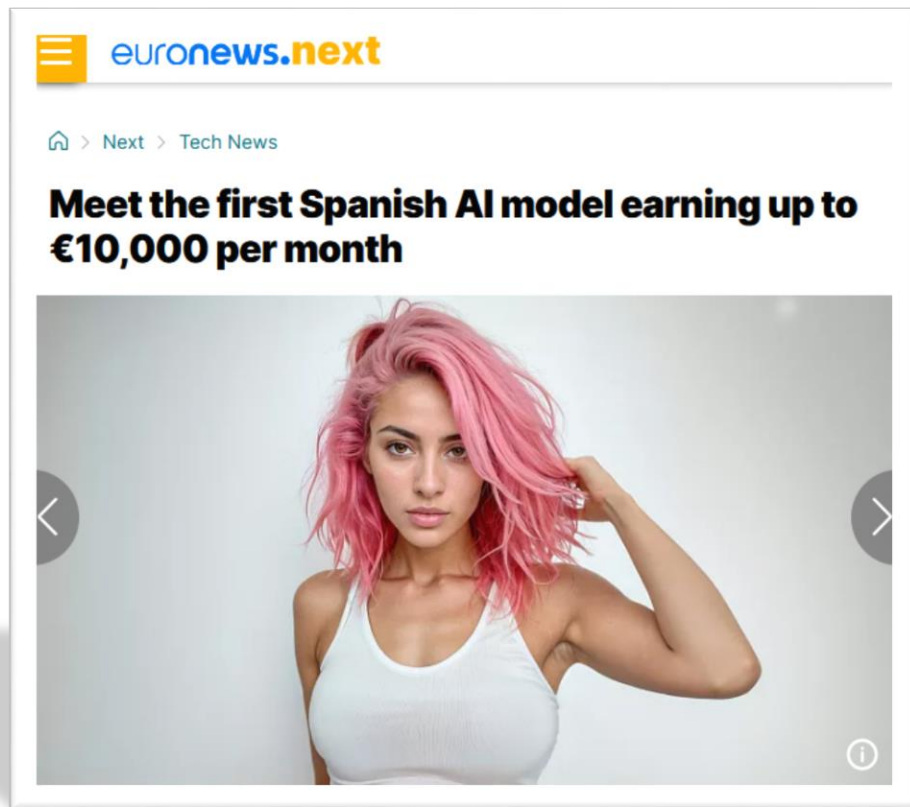 euronews.next
Next > Tech News
Meet the first Spanish AI model earning up to
€10,000 per month